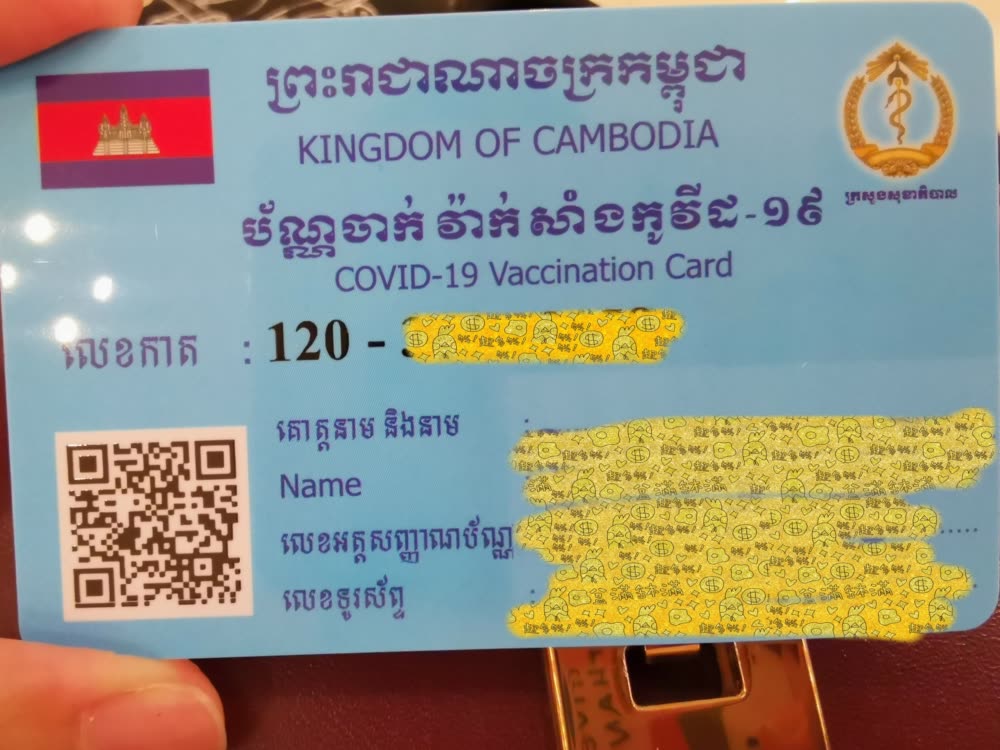 ព្រះរាជាណាចក្រកម្ពុជា
KINGDOM OF CAMBODIA
ក្រសួងសុខាភិបាល
ប័ណ្ណចាក់វ៉ាក់សាំងកូវីដ-១៩
COVID-19 Vaccination Card
លេខកាត : 120 -
គោត្តនាម និងនាម :
Name
លេខអត្តសញ្ញាណប័ណ្ណ
លេខទូរស័ព្ទ :